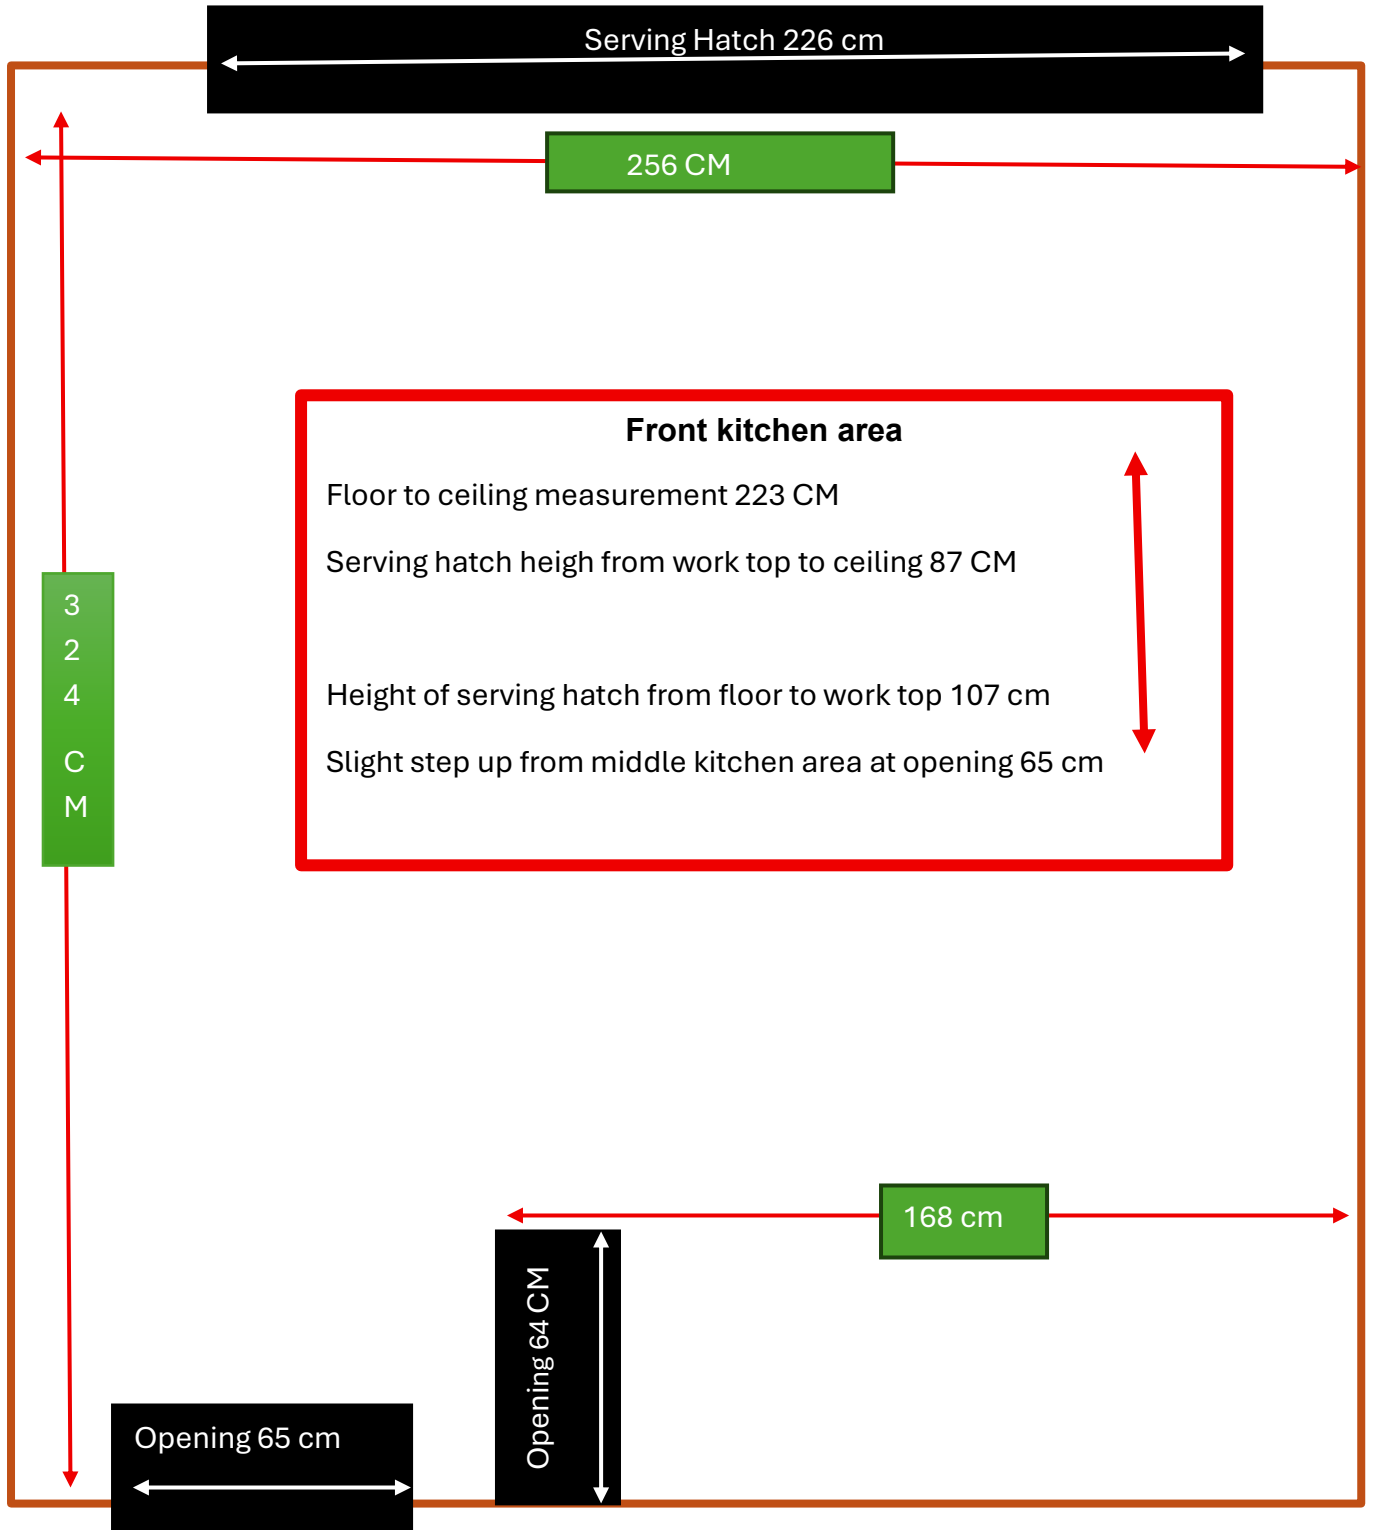 Serving Hatch 226 cm
256 CM
Front kitchen area
Floor to ceiling measurement 223 CM
Serving hatch heigh from work top to ceiling 87 CM
Height of serving hatch from floor to work top 107 cm
Slight step up from middle kitchen area at opening 65 cm
3
2
4
C
M
168 cm
Opening 64 CM
Opening 65 cm